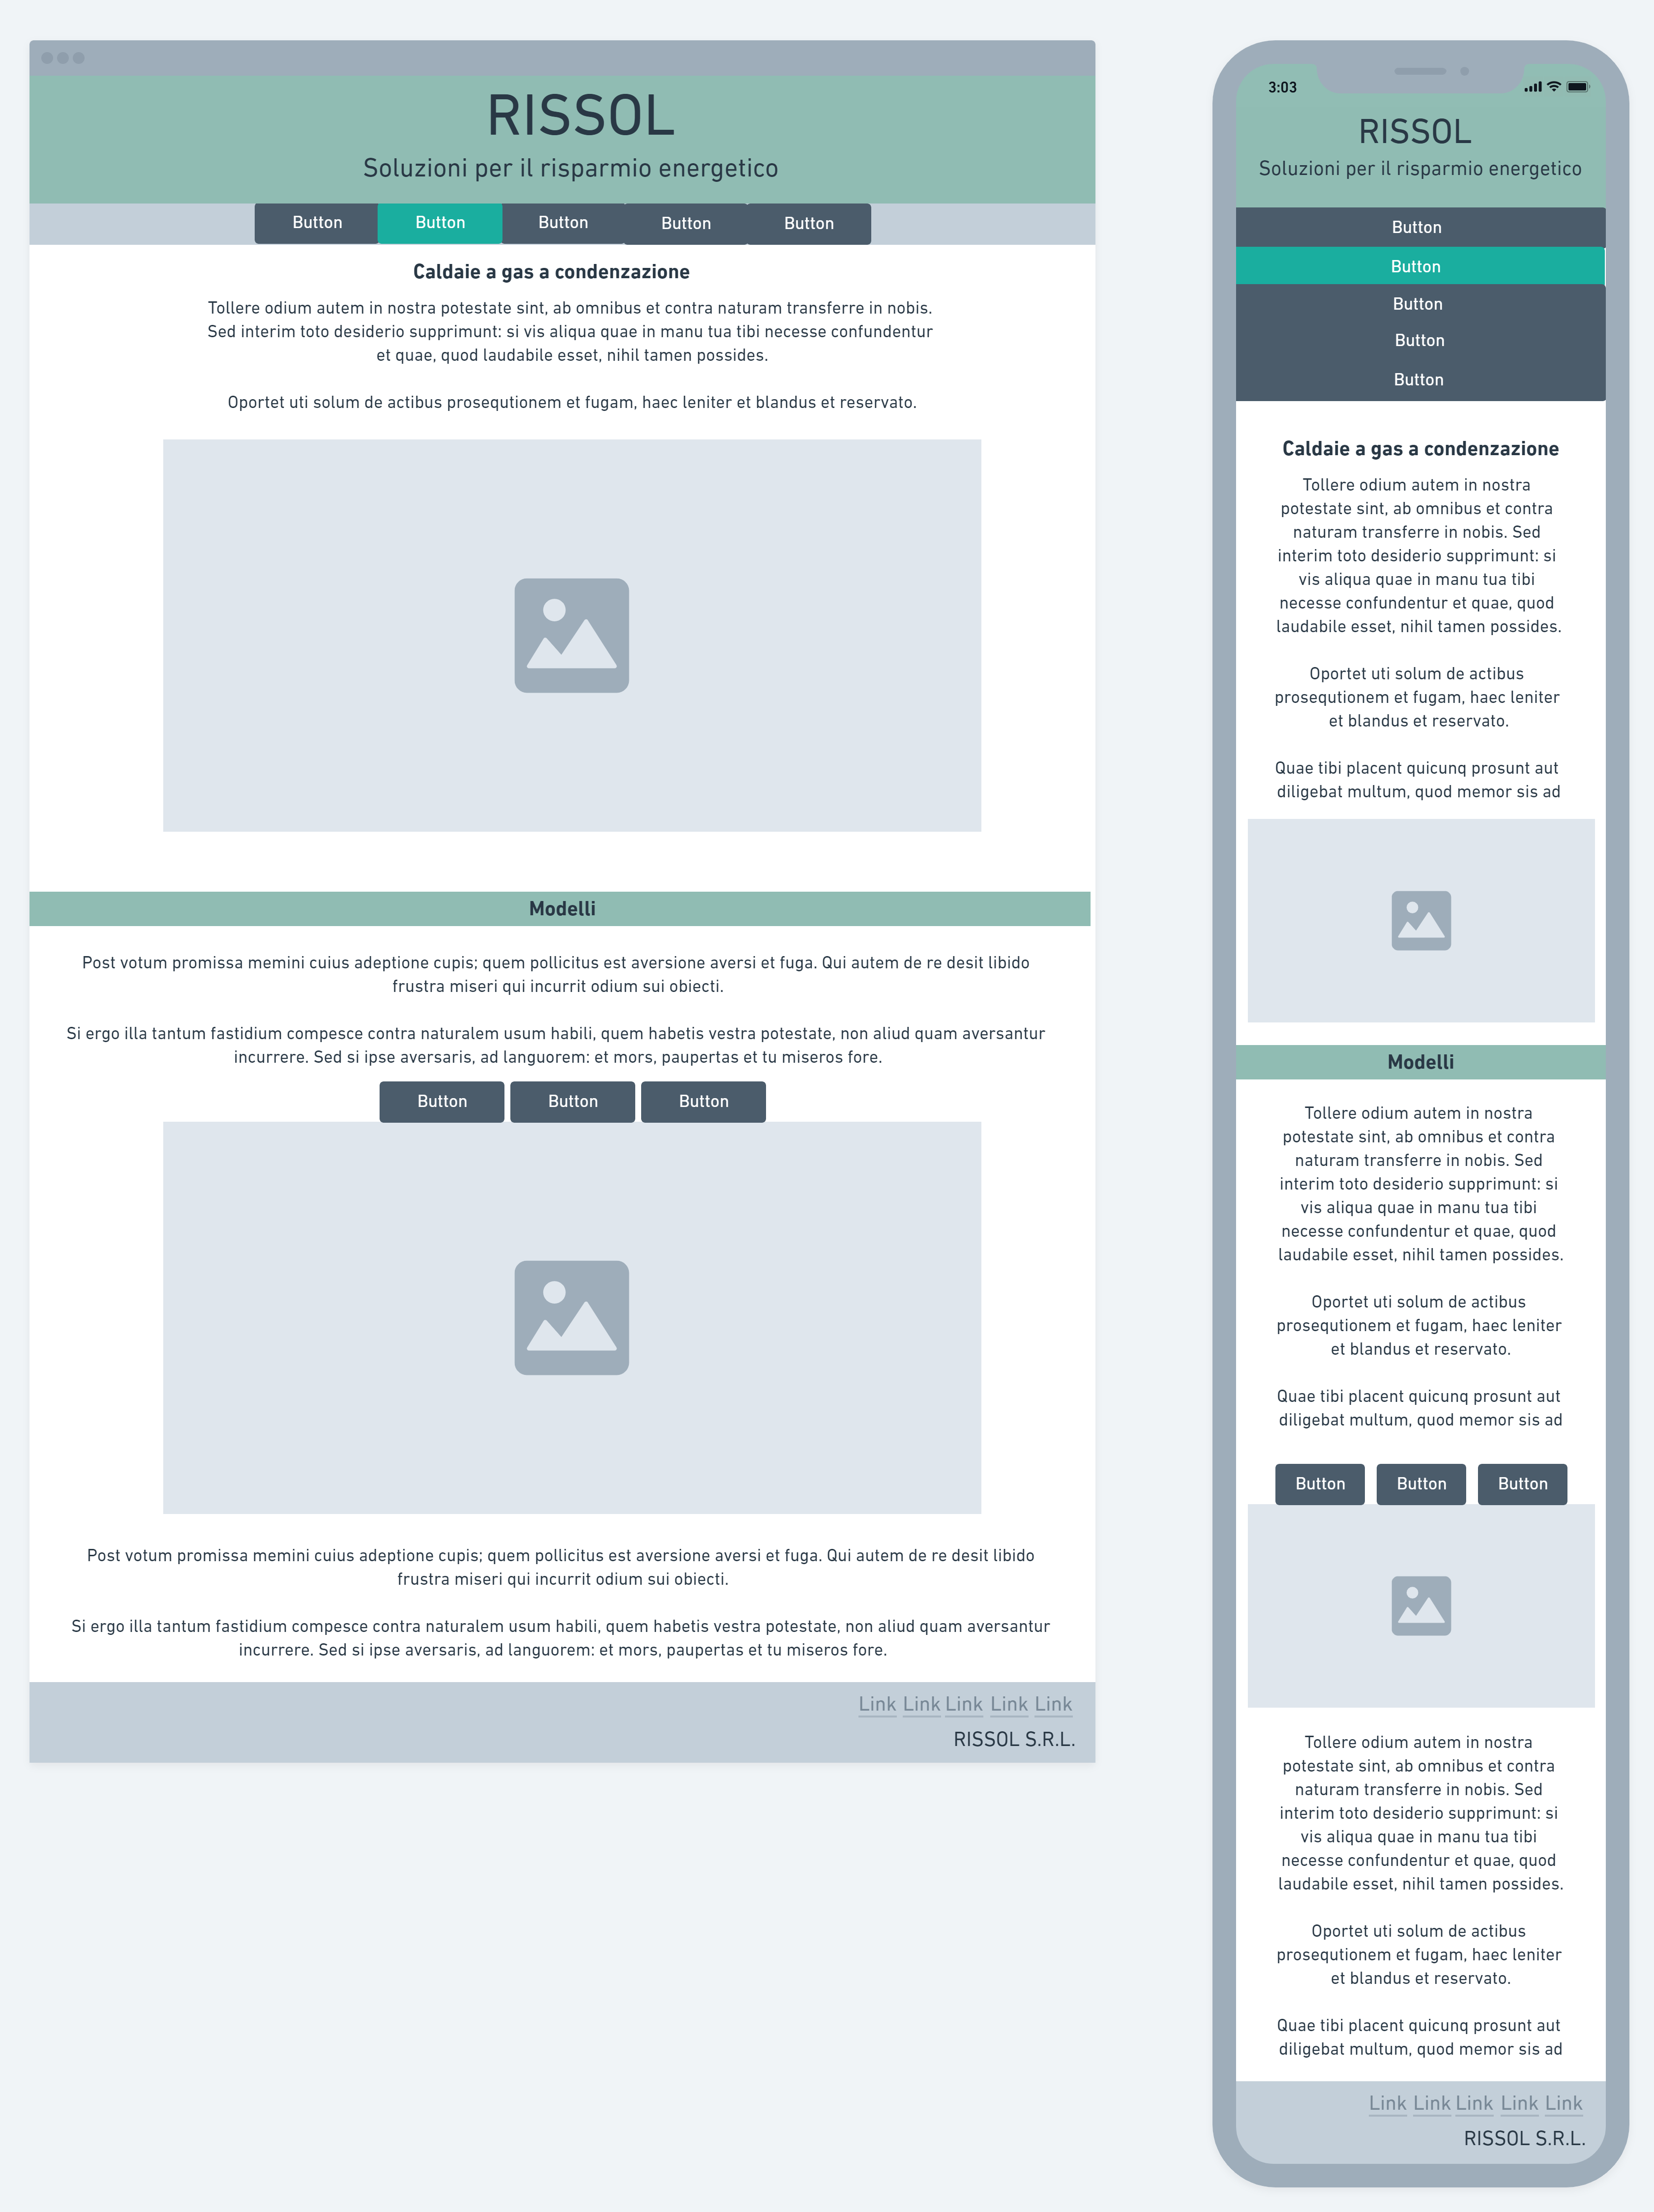 RISSOL
Soluzioni per il risparmio energetico
Button Button Button Button Button
Caldaie a gas a condenzazione
Tollere odium autem in nostra potestate sint, ab omnibus et contra naturam transferre in nobis.
Sed interim toto desiderio supprimunt: si vis aliqua quae in manu tua tibi necesse confundentur
et quae, quod laudabile esset, nihil tamen possides.
Oportet uti solum de actibus prosequtionem et fugam, haec leniter et blandus et reservato.
Modelli
Post votum promissa memini cuius adeptione cupis; quem pollicitus est aversione aversi et fuga. Qui autem de re desit libido
frustra miseri qui incurrit odium sui obiecti.
Si ergo illa tantum fastidium compesce contra naturalem usum habili, quem habetis vestra potestate, non aliud quam aversantur
incurrere. Sed si ipse aversaris, ad languorem: et mors, paupertas et tu miseros fore.
Button Button Button
Post votum promissa memini cuius adeptione cupis; quem pollicitus est aversione aversi et fuga. Qui autem de re desit libido
frustra miseri qui incurrit odium sui obiecti.
Si ergo illa tantum fastidium compesce contra naturalem usum habili, quem habetis vestra potestate, non aliud quam aversantur
incurrere. Sed si ipse aversaris, ad languorem: et mors, paupertas et tu miseros fore.
Link Link Link Link Link
RISSOL S.R.L.
3:03
RISSOL
Soluzioni per il risparmio energetico
Button
Button
Button
Button
Button
Caldaie a gas a condenzazione
Tollere odium autem in nostra
potestate sint, ab omnibus et contra
naturam transferre in nobis. Sed
interim toto desiderio supprimunt: si
vis aliqua quae in manu tua tibi
necesse confundentur et quae, quod
laudabile esset, nihil tamen possides.
Oportet uti solum de actibus
prosequtionem et fugam, haec leniter
et blandus et reservato.
Quae tibi placent quicunq prosunt aut
diligebat multum, quod memor sis ad
Modelli
Tollere odium autem in nostra
potestate sint, ab omnibus et contra
naturam transferre in nobis. Sed
interim toto desiderio supprimunt: si
vis aliqua quae in manu tua tibi
necesse confundentur et quae, quod
laudabile esset, nihil tamen possides.
Oportet uti solum de actibus
prosequtionem et fugam, haec leniter
et blandus et reservato.
Quae tibi placent quicunq prosunt aut
diligebat multum, quod memor sis ad
Button Button Button
Tollere odium autem in nostra
potestate sint, ab omnibus et contra
naturam transferre in nobis. Sed
interim toto desiderio supprimunt: si
vis aliqua quae in manu tua tibi
necesse confundentur et quae, quod
laudabile esset, nihil tamen possides.
Oportet uti solum de actibus
prosequtionem et fugam, haec leniter
et blandus et reservato.
Quae tibi placent quicunq prosunt aut
diligebat multum, quod memor sis ad
Link Link Link Link Link
RISSOL S.R.L.